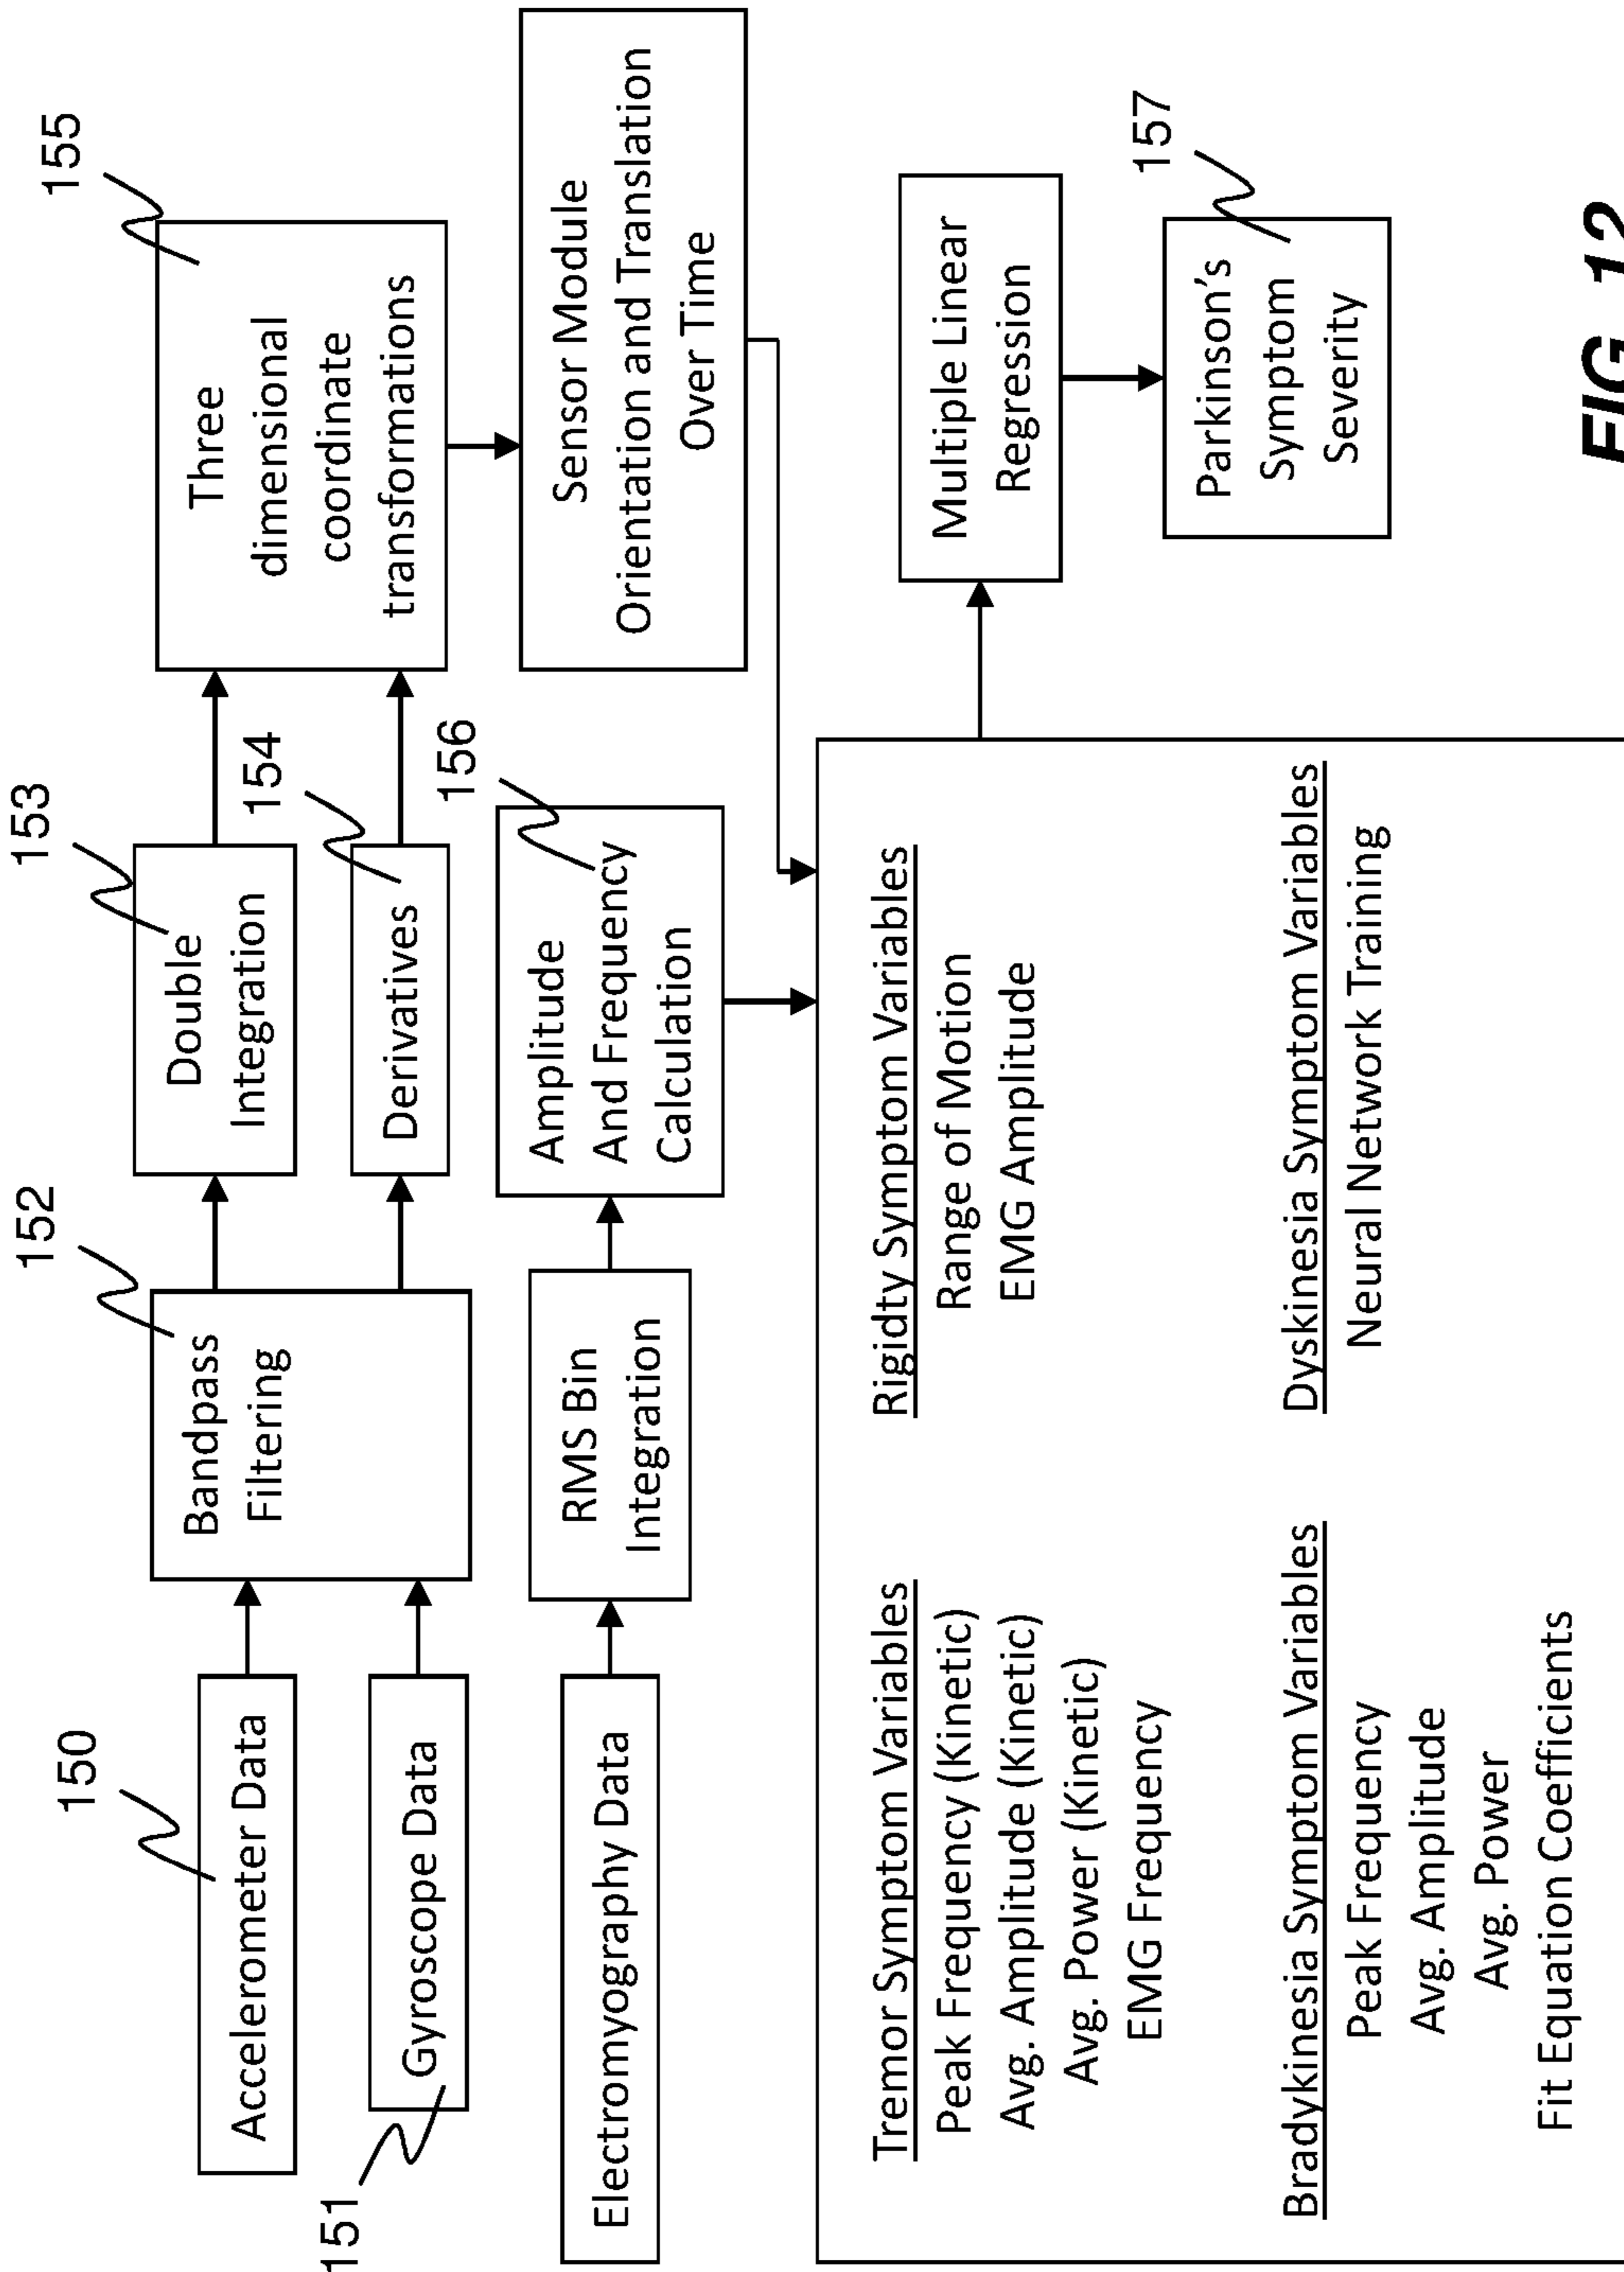 150
Accelerometer Data
151
Gyroscope Data
Electromyography Data
152
Bandpass
Filtering
RMS Bin
Integration
153
Double
Integration
154
Derivatives
156
Amplitude
And Frequency
Calculation
155
Three
dimensional
coordinate
transformations
Sensor Module
Orientation and Translation
Over Time
Tremor Symptom Variables
Peak Frequency (Kinetic)
Avg. Amplitude (Kinetic)
Avg. Power (Kinetic)
EMG Frequency
Rigidty Symptom Variables
Range of Motion
EMG Amplitude
Bradykinesia Symptom Variables
Peak Frequency
Avg. Amplitude
Avg. Power
Fit Equation Coefficients
Dyskinesia Symptom Variables
Neural Network Training
Multiple Linear
Regression
157
Parkinson's
Symptom
Severity
FIG 12